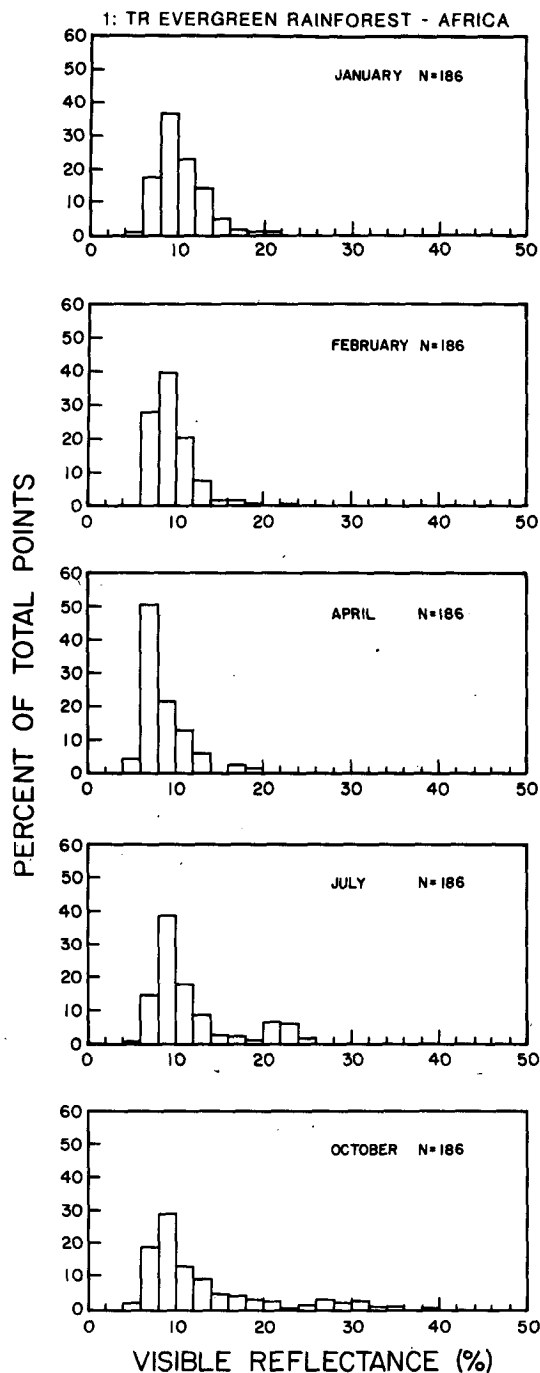 1: TR EVERGREEN RAINFOREST - AFRICA
60
50
40
30
20
10
0
JANUARY N=186
0 10 20 30 40 50
60
50
40
30
20
10
0
FEBRUARY N=186
0 10 20 30 40 50
PERCENT OF TOTAL POINTS
60
50
40
30
20
10
0
APRIL N=186
0 10 20 30 40 50
60
50
40
30
20
10
0
JULY N=186
0 10 20 30 40 50
60
50
40
30
20
10
0
OCTOBER N=186
0 10 20 30 40 50
VISIBLE REFLECTANCE (%)